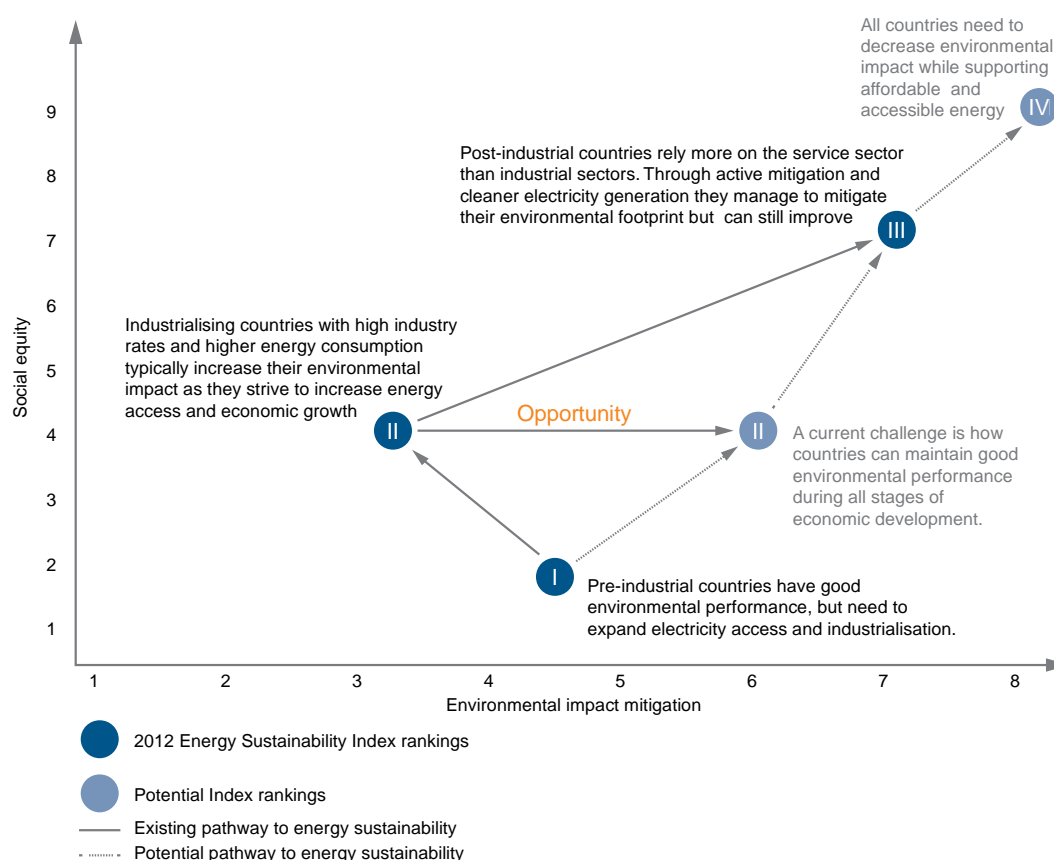 All countries need to
decrease environmental
impact while supporting
affordable and
accessible energy
IV
9
Post-industrial countries rely more on the service sector
than industrial sectors. Through active mitigation and
cleaner electricity generation they manage to mitigate
their environmental footprint but can still improve
8
III
7
6
Industrialising countries with high industry
rates and higher energy consumption
typically increase their environmental
impact as they strive to increase energy
access and economic growth
5
Social equity
Opportunity
4
II
II
A current challenge is how
countries can maintain good
environmental performance
during all stages of
economic development.
3
2
I
Pre-industrial countries have good
environmental performance, but need to
expand electricity access and industrialisation.
1
1 2 3 4 5 6 7 8
Environmental impact mitigation
2012 Energy Sustainability Index rankings
Potential Index rankings
Existing pathway to energy sustainability
Potential pathway to energy sustainability